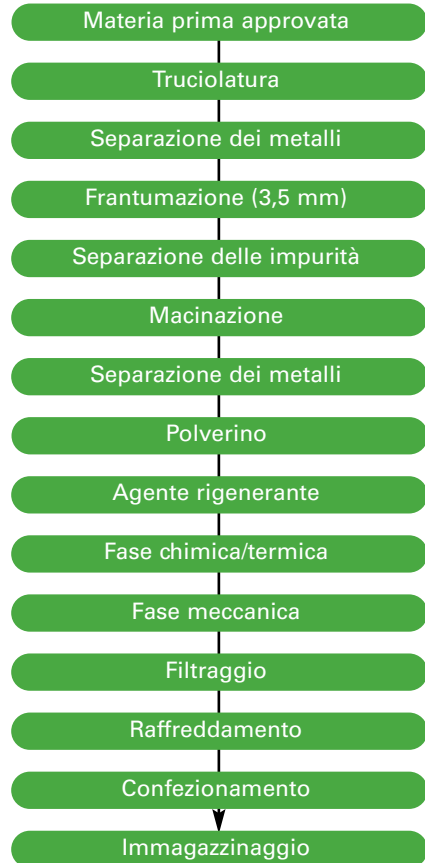 Materia prima approvata
Truciolatura
Separazione dei metalli
Frantumazione (3,5 mm)
Separazione delle impurità
Macinazione
Separazione dei metalli
Polverino
Agente rigenerante
Fase chimica/termica
Fase meccanica
Filtraggio
Raffreddamento
Confezionamento
Immagazzinaggio